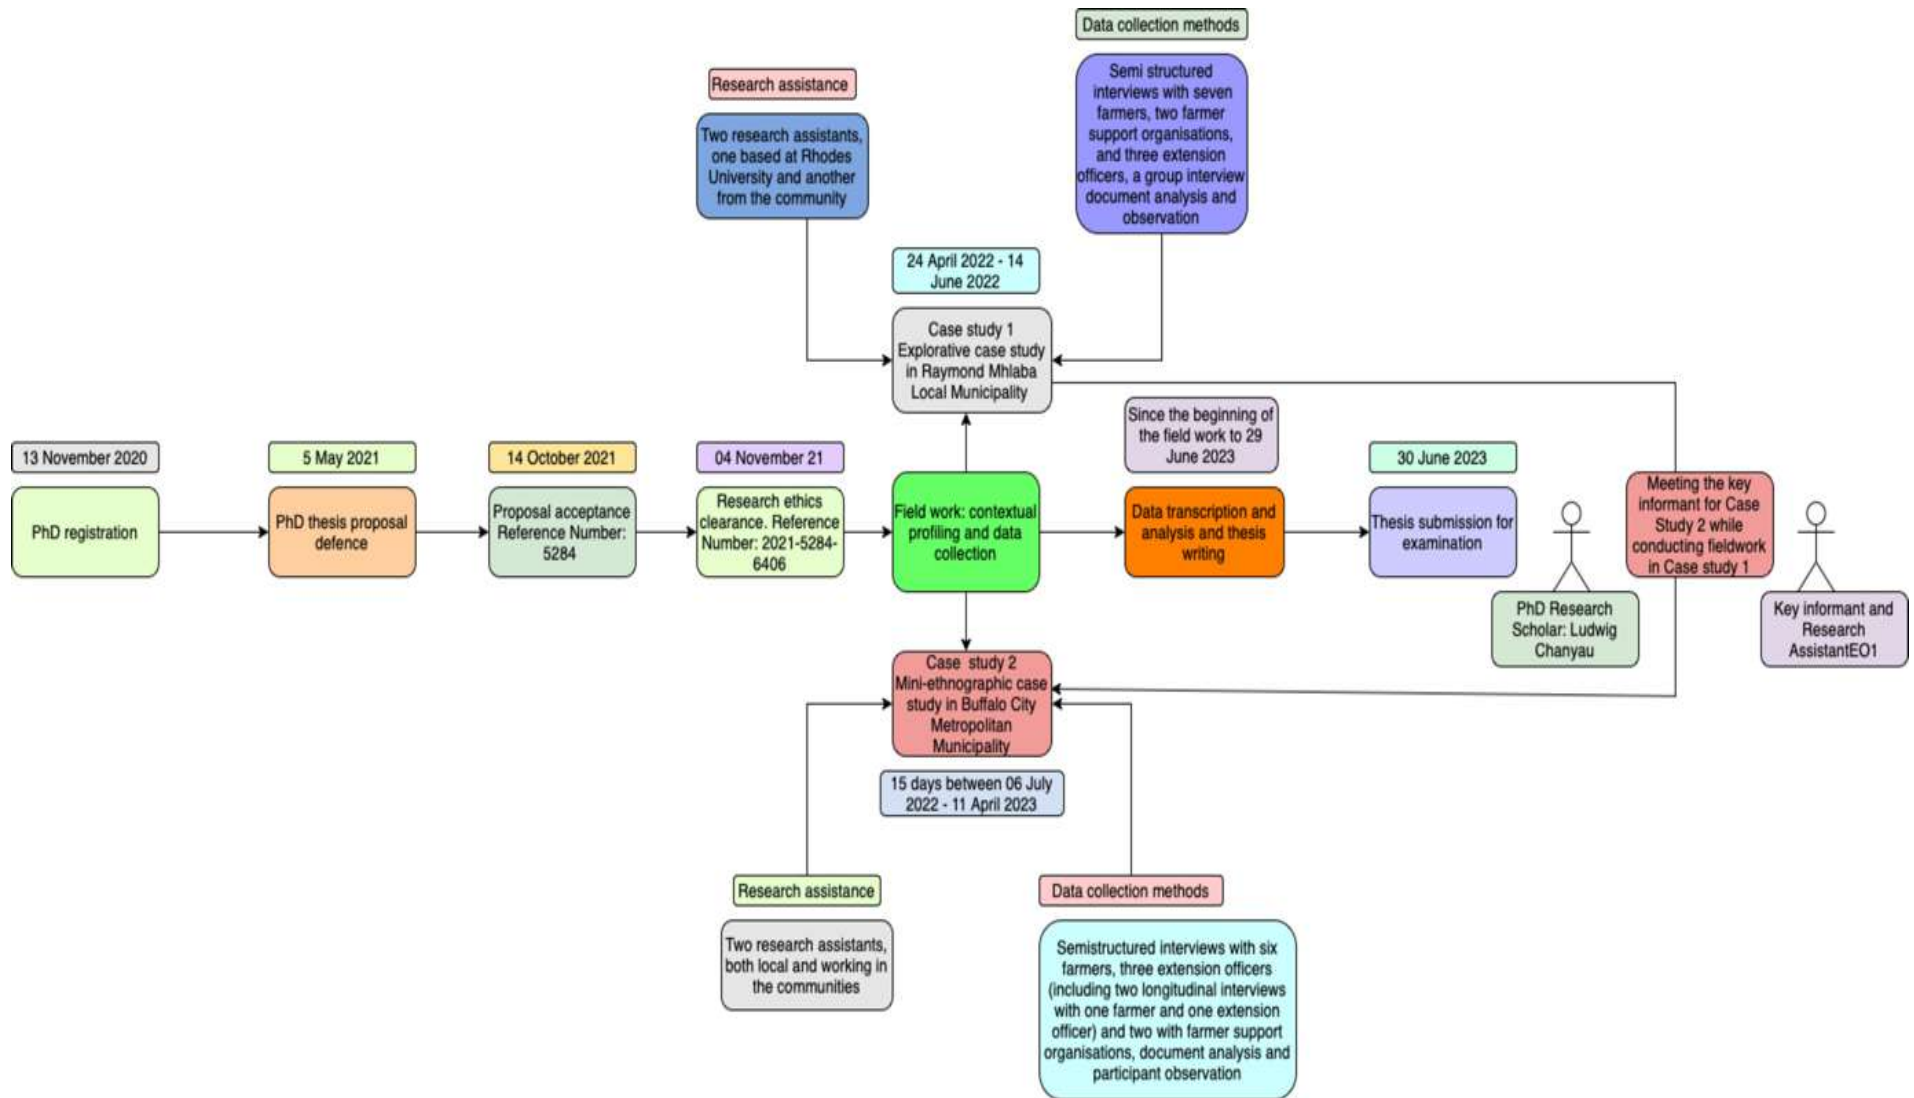 Data collection methods
Semi structured
interviews with seven
farmers, two farmer
support organisations,
and three extension
officers, a group interview
document analysis and
observation
Research assistance
Two research assistants,
one based at Rhodes
University and another
from the community
24 April 2022 - 14
June 2022
Case study 1
Explorative case study
in Raymond Mhlaba
Local Municipality
Since the beginning of
the field work to 29
June 2023
13 November 2020
5 May 2021
14 October 2021
04 November 21
30 June 2023
PhD registration
PhD thesis proposal
defence
Proposal acceptance
Reference Number:
5284
Research ethics
clearance. Reference
Number: 2021-5284-
6406
Field work: contextual
profiling and data
collection
Data transcription and
analysis and thesis
writing
Thesis submission for
examination
Meeting the key
informant for Case
Study 2 while
conducting fieldwork
in Case study 1
PhD Research
Scholar: Ludwig
Chanyau
Key informant and
Research
AssistantEO1
Case study 2
Mini-ethnographic case
study in Buffalo City
Metropolitan
Municipality
15 days between 06 July
2022 - 11 April 2023
Research assistance
Two research assistants,
both local and working in
the communities
Data collection methods
Semistructured interviews with six
farmers, three extension officers
(including two longitudinal interviews
with one farmer and one extension
officer) and two with farmer support
organisations, document analysis and
participant observation